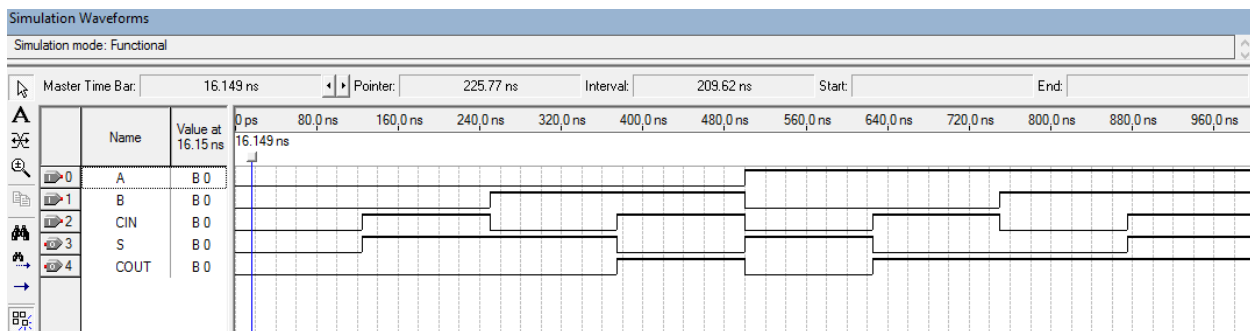 Simulation Waveforms
Simulation mode: Functional
Master Time Bar: 16.149 ns Pointer: 225.77 ns Interval: 209.62 ns Start: End:
A
Name Value at 16.15 ns
0 ps 80.0 ns 160.0 ns 240.0 ns 320.0 ns 400.0 ns 480.0 ns 560.0 ns 640.0 ns 720.0 ns 800.0 ns 880.0 ns 960.0 ns
16.149 ns
0 A B 0
1 B B 0
2 CIN B 0
3 S B 0
4 COUT B 0